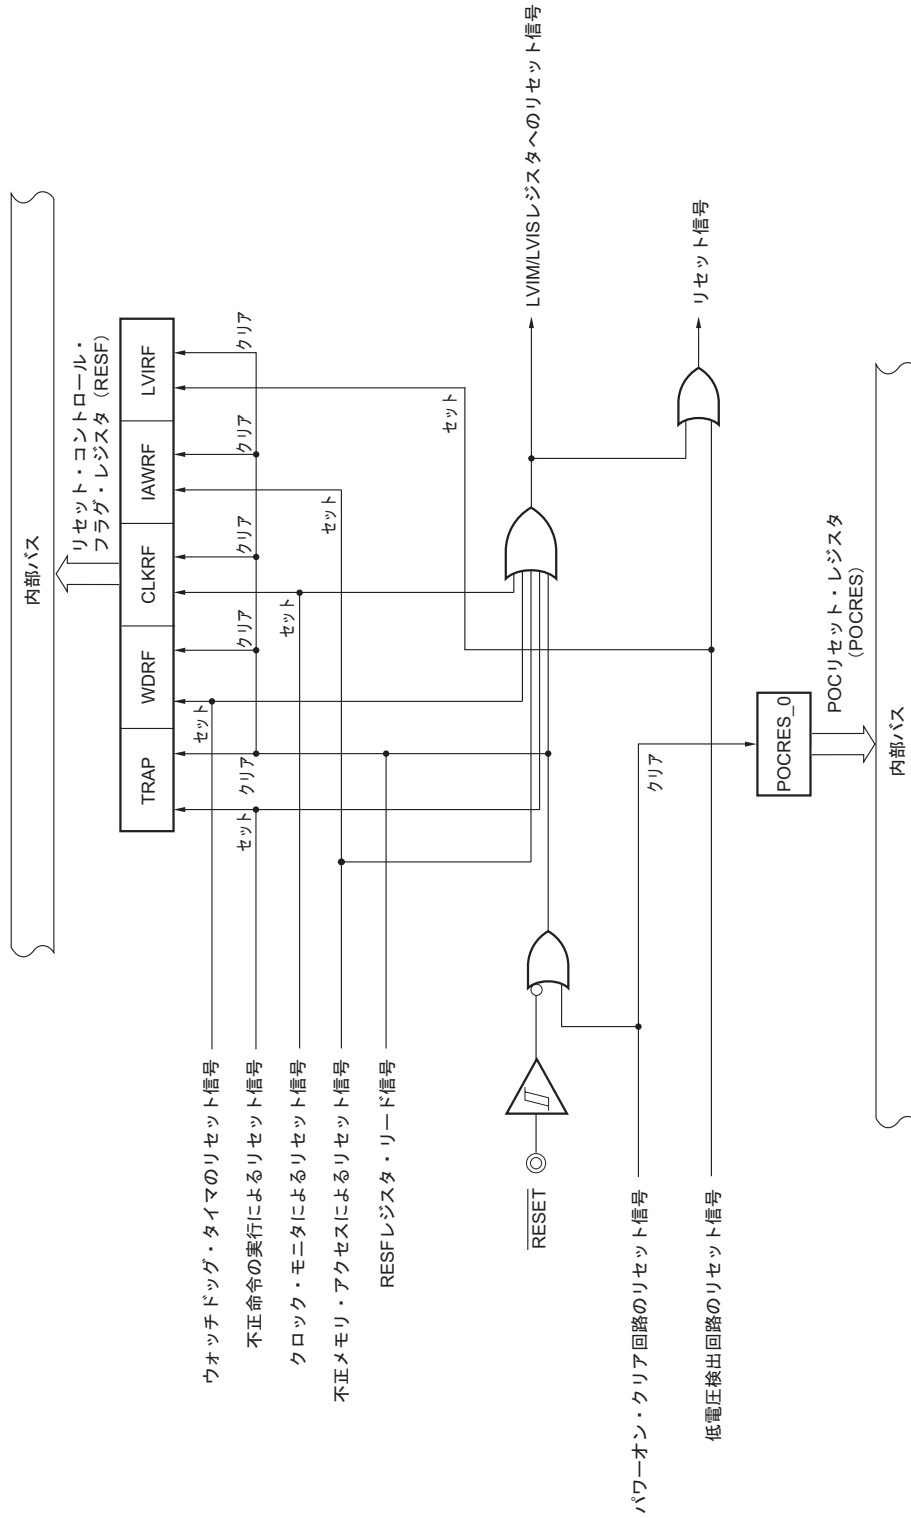 内部バス
リセット・コントロール・
フラグ・レジスタ（RESF）
TRAP
WDRF
CLKRF
IAWRF
LVIRF
セット
クリア
セット
クリア
セット
クリア
セット
クリア
セット
クリア
ウォッチドッグ・タイマのリセット信号
不正命令の実行によるリセット信号
クロック・モニタによるリセット信号
不正メモリ・アクセスによるリセット信号
RESFレジスタ・リード信号
RESET
LVIM/LVISレジスタへのリセット信号
パワーオン・クリア回路のリセット信号
低電圧検出回路のリセット信号
リセット信号
クリア
POCRES_0
POCリセット・レジスタ
（POCRES）
内部バス